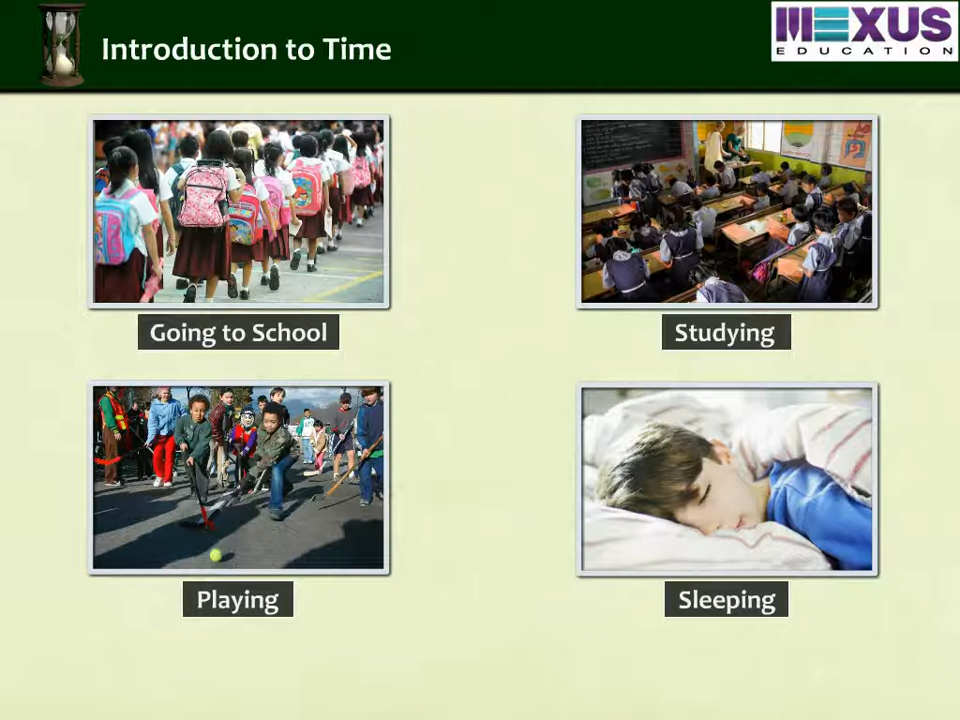 Introduction to Time
MEXUS
EDUCATION
Going to School
Studying
Playing
Sleeping